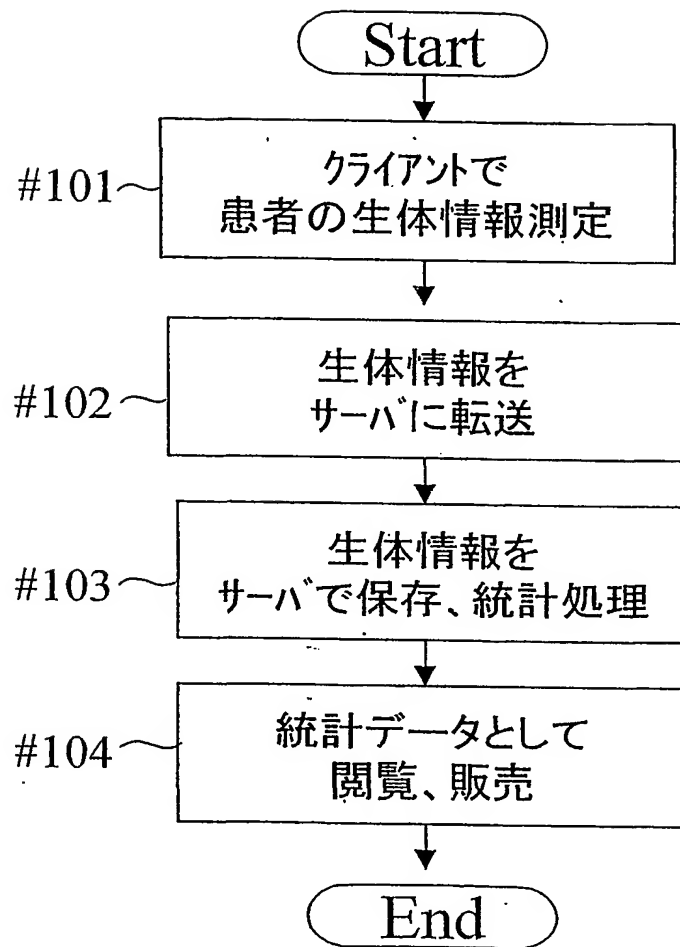 Start
#101
クライアントで
患者の生体情報測定
#102
生体情報を
サーバに転送
#103
生体情報を
サーバで保存、統計処理
#104
統計データとして
閲覧、販売
End